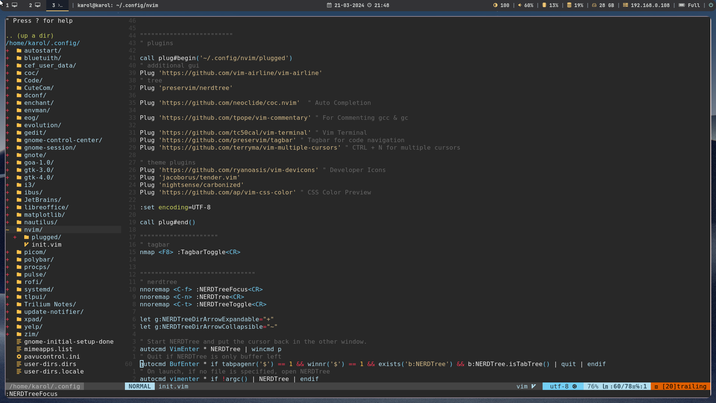 1 2 3 karol@karol: ~/.config/nvim 21-03-2024 21:48 100 60% 13% 19% 28 GB 192.168.0.108 Full
" Press ? for help
.. (up a dir)
/home/karol/.config/
+ autostart/
+ bluetuith/
+ cef_user_data/
+ coc/
+ Code/
+ CuteCom/
+ dconf/
+ enchant/
+ envman/
+ eog/
+ evolution/
+ gedit/
+ gnome-control-center/
+ gnome-session/
+ gnote/
+ goa-1.0/
+ gtk-3.0/
+ gtk-4.0/
+ i3/
+ ibus/
+ JetBrains/
+ libreoffice/
+ matplotlib/
+ nautilus/
~ nvim/
+ plugged/
init.vim
+ picom/
+ polybar/
+ procps/
+ pulse/
+ rofi/
+ systemd/
+ tlpui/
+ Trilium Notes/
+ update-notifier/
+ xpad/
+ yelp/
+ zim/
gnome-initial-setup-done
mimeapps.list
pavucontrol.ini
user-dirs.dirs
user-dirs.locale
/home/karol/.config
" plugins
call plug#begin('~/.config/nvim/plugged')
" additional gui
Plug 'https://github.com/vim-airline/vim-airline'
" tree
Plug 'preservim/nerdtree'
Plug 'https://github.com/neoclide/coc.nvim' " Auto Completion
Plug 'https://github.com/tpope/vim-commentary' " For Commenting gcc & gc
Plug 'https://github.com/tc50cal/vim-terminal' " Vim Terminal
Plug 'https://github.com/preservim/tagbar' " Tagbar for code navigation
Plug 'https://github.com/terryma/vim-multiple-cursors' " CTRL + N for multiple cursors
" theme plugins
Plug 'https://github.com/ryanoasis/vim-devicons' " Developer Icons
Plug 'jacoborus/tender.vim'
Plug 'nightsense/carbonized'
Plug 'https://github.com/ap/vim-css-color' " CSS Color Preview
:set encoding=UTF-8
call plug#end()
" tagbar
nmap <F8> :TagbarToggle<CR>
" nerdtree
nnoremap <C-f> :NERDTreeFocus<CR>
nnoremap <C-n> :NERDTree<CR>
nnoremap <C-t> :NERDTreeToggle<CR>
let g:NERDTreeDirArrowExpandable="+"
let g:NERDTreeDirArrowCollapsible="~"
" Start NERDTree and put the cursor back in the other window.
autocmd VimEnter * NERDTree | wincmd p
" Quit if NERDTree is only buffer left
autocmd BufEnter * if tabpagenr('$') == 1 && winnr('$') == 1 && exists('b:NERDTree') && b:NERDTree.isTabTree() | quit | endif
" On launch, if no file is specified, open NERDTree
autocmd vimenter * if !argc() | NERDTree | endif
NORMAL init.vim vim utf-8 76% ㏑:60/78≡℅:1 [20]trailing
:NERDTreeFocus